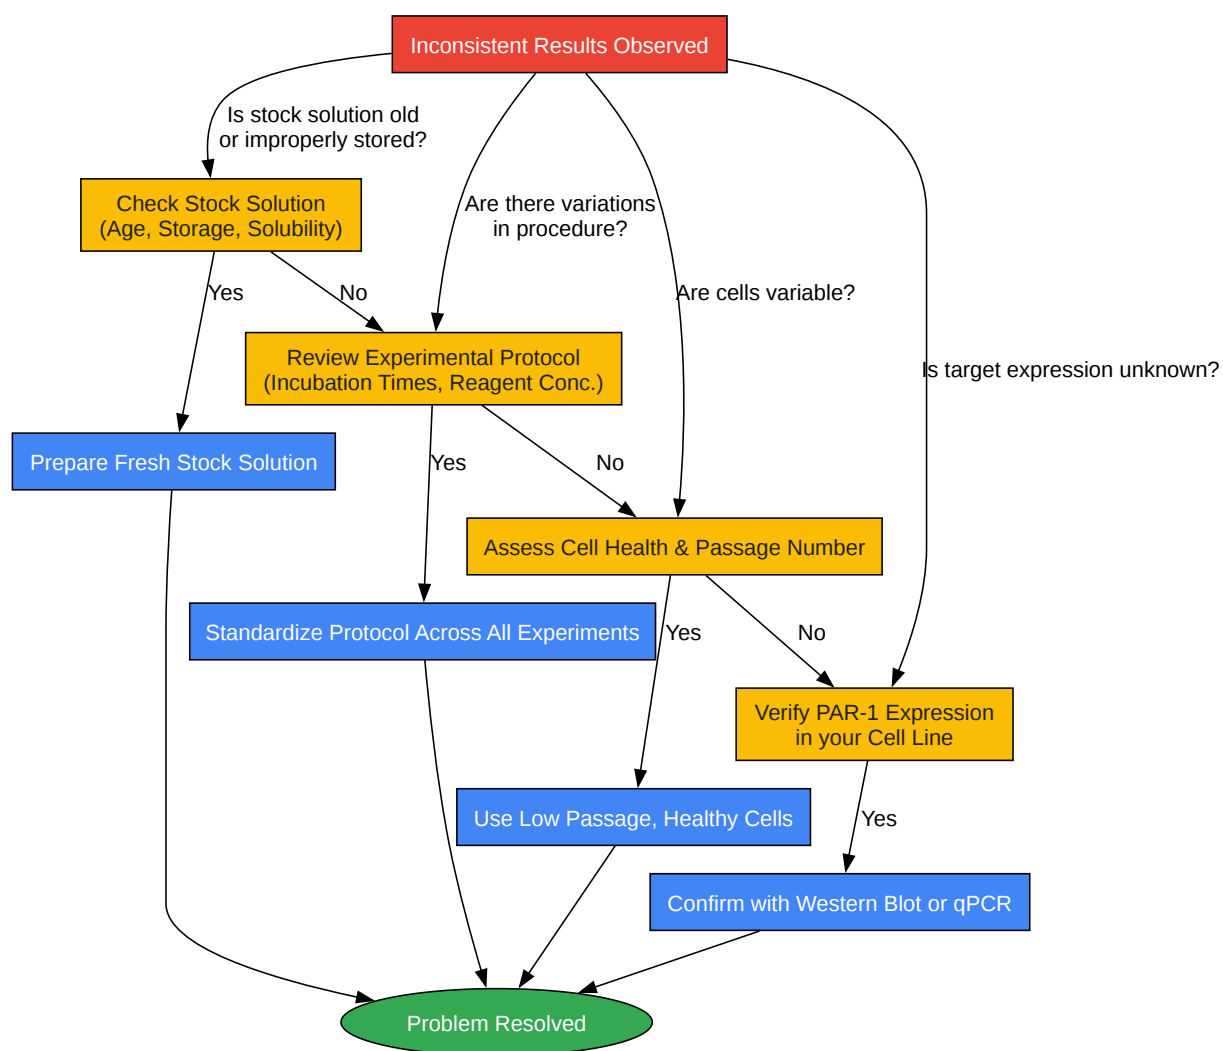 Inconsistent Results Observed
Is stock solution old
or improperly stored?
Check Stock Solution
(Age, Storage, Solubility)
Are there variations
in procedure?
Are cells variable?
Yes
No
Review Experimental Protocol
(Incubation Times, Reagent Conc.)
Is target expression unknown?
Prepare Fresh Stock Solution
Yes
No
Assess Cell Health & Passage Number
Standardize Protocol Across All Experiments
Yes
No
Verify PAR-1 Expression
in your Cell Line
Use Low Passage, Healthy Cells
Yes
Confirm with Western Blot or qPCR
Problem Resolved